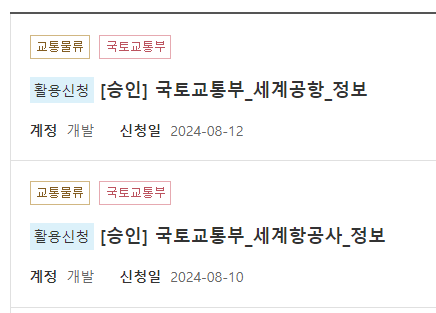 교통물류 국토교통부
활용신청 [승인] 국토교통부_세계공항_정보
계정 개발 신청일 2024-08-12
교통물류 국토교통부
활용신청 [승인] 국토교통부_세계항공사_정보
계정 개발 신청일 2024-08-10